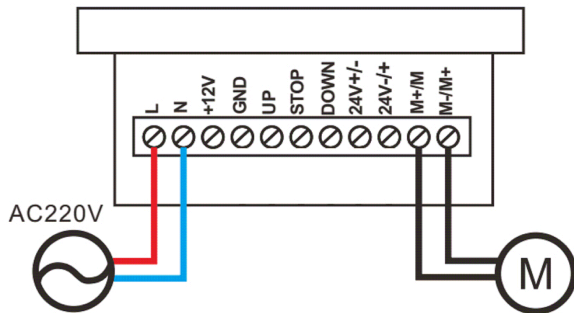 L
N
+12V
GND
UP
STOP
DOWN
24V+/-
24V-/+
M+/M
M-/M+
AC220V
M